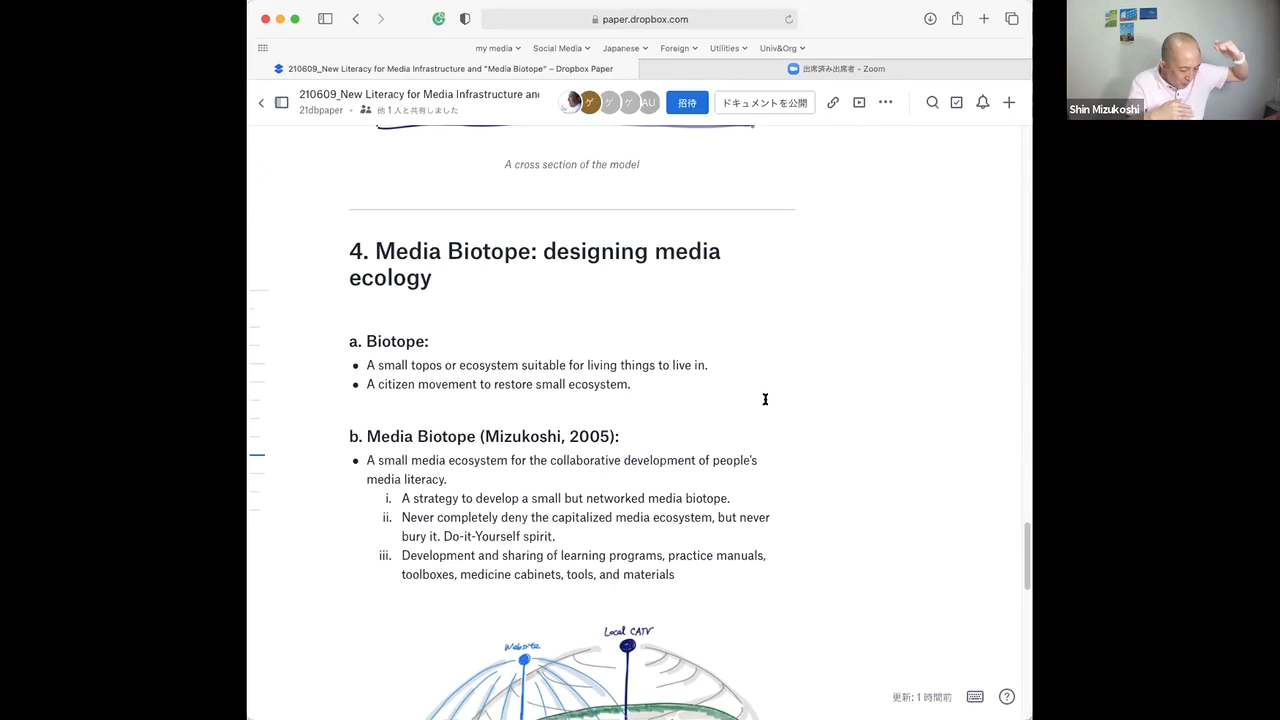 paper.dropbox.com
my media Social Media Japanese Foreign Utilities Univ&Org
210609_New Literacy for Media Infrastructure and "Media Biotope" – Dropbox Paper
出席済み出席者 - Zoom
210609_New Literacy for Media Infrastructure and
21dbpaper • 他 1 人と共有しました
ゲ ゲ ゲ AU
招待
ドキュメントを公開
Shin Mizukoshi
A cross section of the model
4. Media Biotope: designing media
ecology
a. Biotope:
• A small topos or ecosystem suitable for living things to live in.
• A citizen movement to restore small ecosystem.
b. Media Biotope (Mizukoshi, 2005):
• A small media ecosystem for the collaborative development of people's
media literacy.
i. A strategy to develop a small but networked media biotope.
ii. Never completely deny the capitalized media ecosystem, but never
bury it. Do-it-Yourself spirit.
iii. Development and sharing of learning programs, practice manuals,
toolboxes, medicine cabinets, tools, and materials
Local CATV
Website
更新: 1 時間前